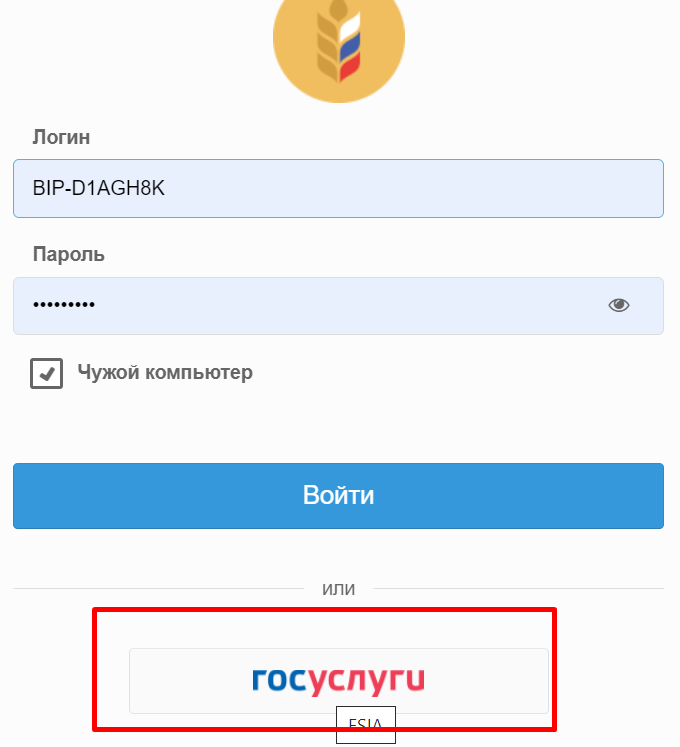 Логин
BIP-D1AGH8K
Пароль
•••••••••
Чужой компьютер
Войти
или
госуслуги
ESIA